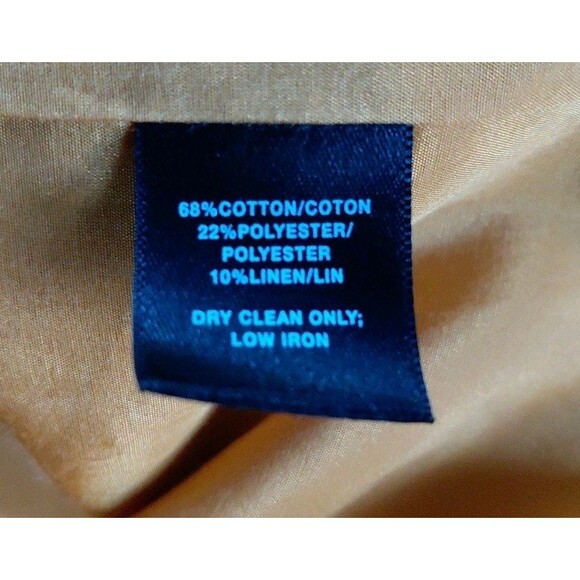 68%COTTON/COTON
22%POLYESTER/
POLYESTER
10%LINEN/LIN
DRY CLEAN ONLY;
LOW IRON